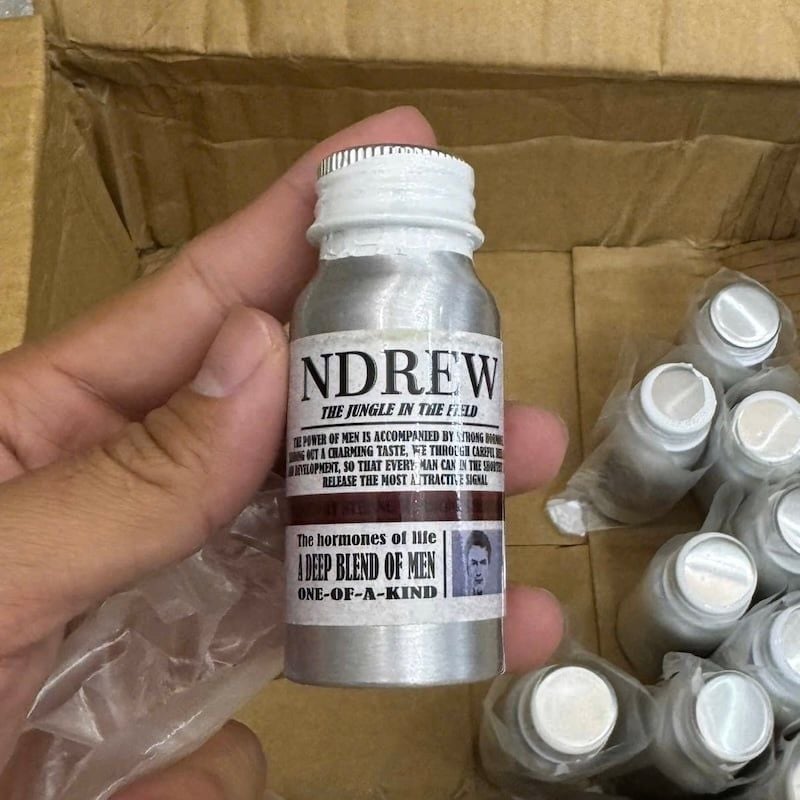 NDREW
THE JUNGLE IN THE FIELD
THE POWER OF MEN IS ACCOMPANIED BY STRONG
OUT A CHARMING TASTE, WE THROUGH CAREFUL
DEVELOPMENT, SO THAT EVERY MAN CAN IN THE
RELEASE THE MOST ATTRACTIVE SIGNAL
The hormones of life
A DEEP BLEND OF MEN
ONE-OF-A-KIND